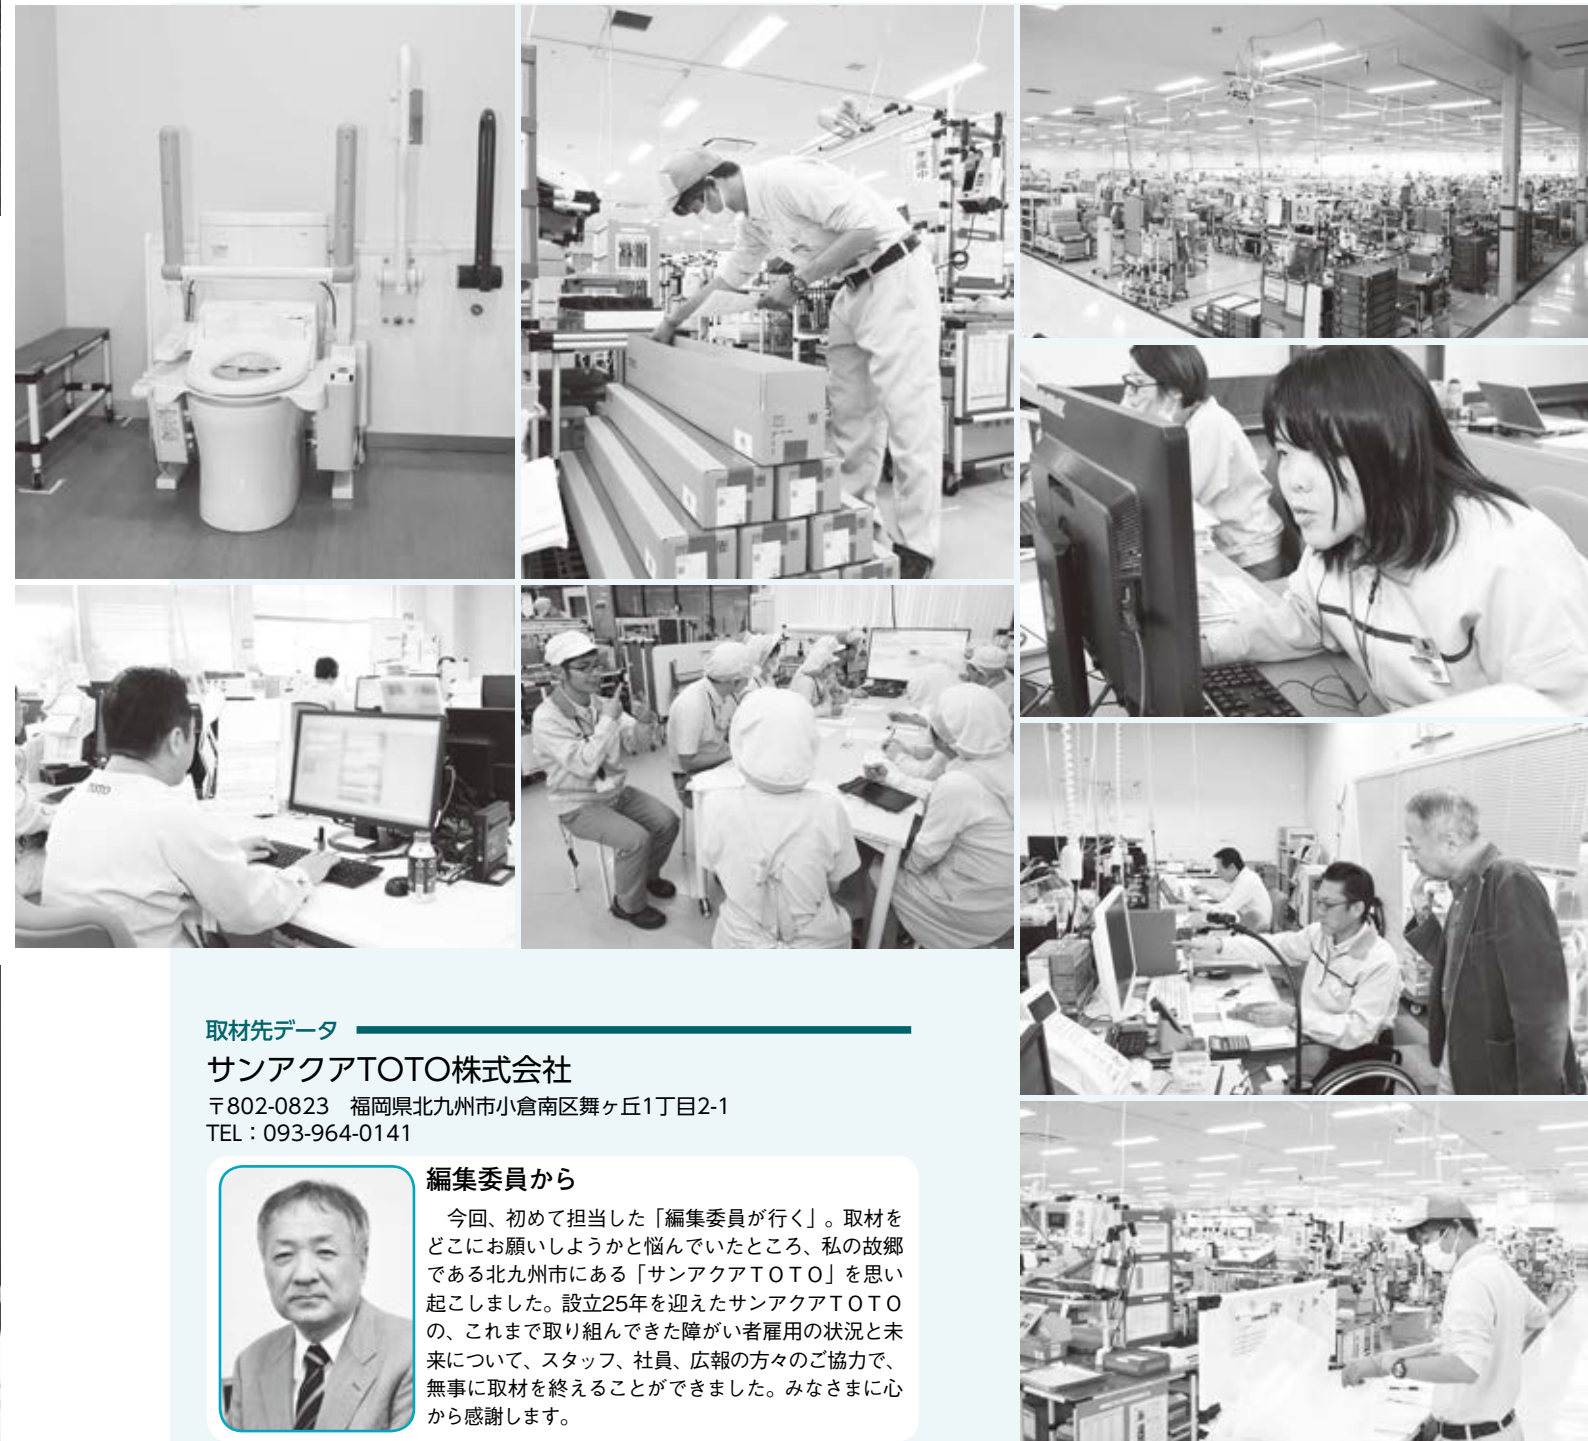 取材先データ
サンアクアTOTO株式会社
〒802-0823　福岡県北九州市小倉南区舞ヶ丘1丁目2-1
TEL：093-964-0141
編集委員から
　今回、初めて担当した「編集委員が行く」。取材を
どこにお願いしようかと悩んでいたところ、私の故郷
である北九州市にある「サンアクアＴＯＴＯ」を思い
起こしました。設立25年を迎えたサンアクアＴＯＴＯ
の、これまで取り組んできた障がい者雇用の状況と未
来について、スタッフ、社員、広報の方々のご協力で、
無事に取材を終えることができました。みなさまに心
から感謝します。